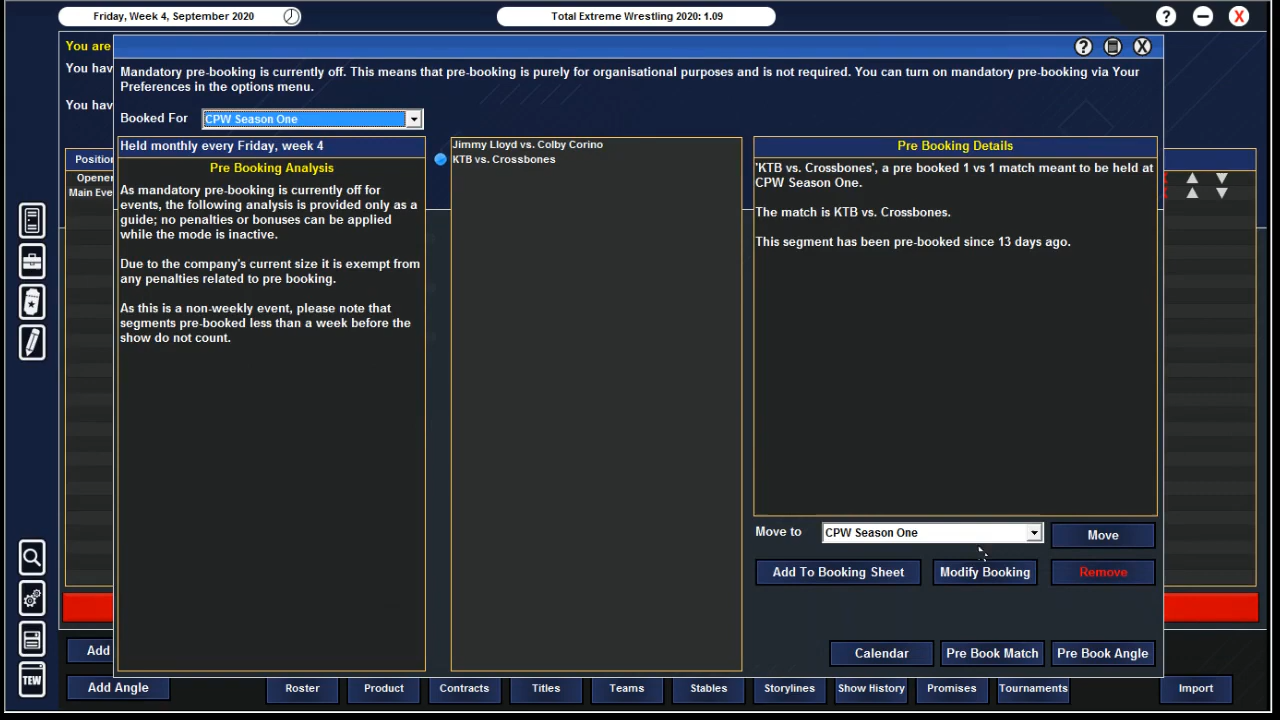 Friday, Week 4, September 2020
Total Extreme Wrestling 2020: 1.09
?
X
You are
You hav
You hav
? X
Mandatory pre-booking is currently off. This means that pre-booking is purely for organisational purposes and is not required. You can turn on mandatory pre-booking via Your
Preferences in the options menu.
Booked For CPW Season One
Position
Opener
Main Eve
Held monthly every Friday, week 4
Pre Booking Analysis
As mandatory pre-booking is currently off for
events, the following analysis is provided only as a
guide; no penalties or bonuses can be applied
while the mode is inactive.
Due to the company's current size it is exempt from
any penalties related to pre booking.
As this is a non-weekly event, please note that
segments pre-booked less than a week before the
show do not count.
Jimmy Lloyd vs. Colby Corino
KTB vs. Crossbones
Pre Booking Details
'KTB vs. Crossbones', a pre booked 1 vs 1 match meant to be held at
CPW Season One.
The match is KTB vs. Crossbones.
This segment has been pre-booked since 13 days ago.
Move to CPW Season One Move
Add To Booking Sheet Modify Booking Remove
Calendar Pre Book Match Pre Book Angle
Add
TEW
Add Angle Roster Product Contracts Titles Teams Stables Storylines Show History Promises Tournaments Import